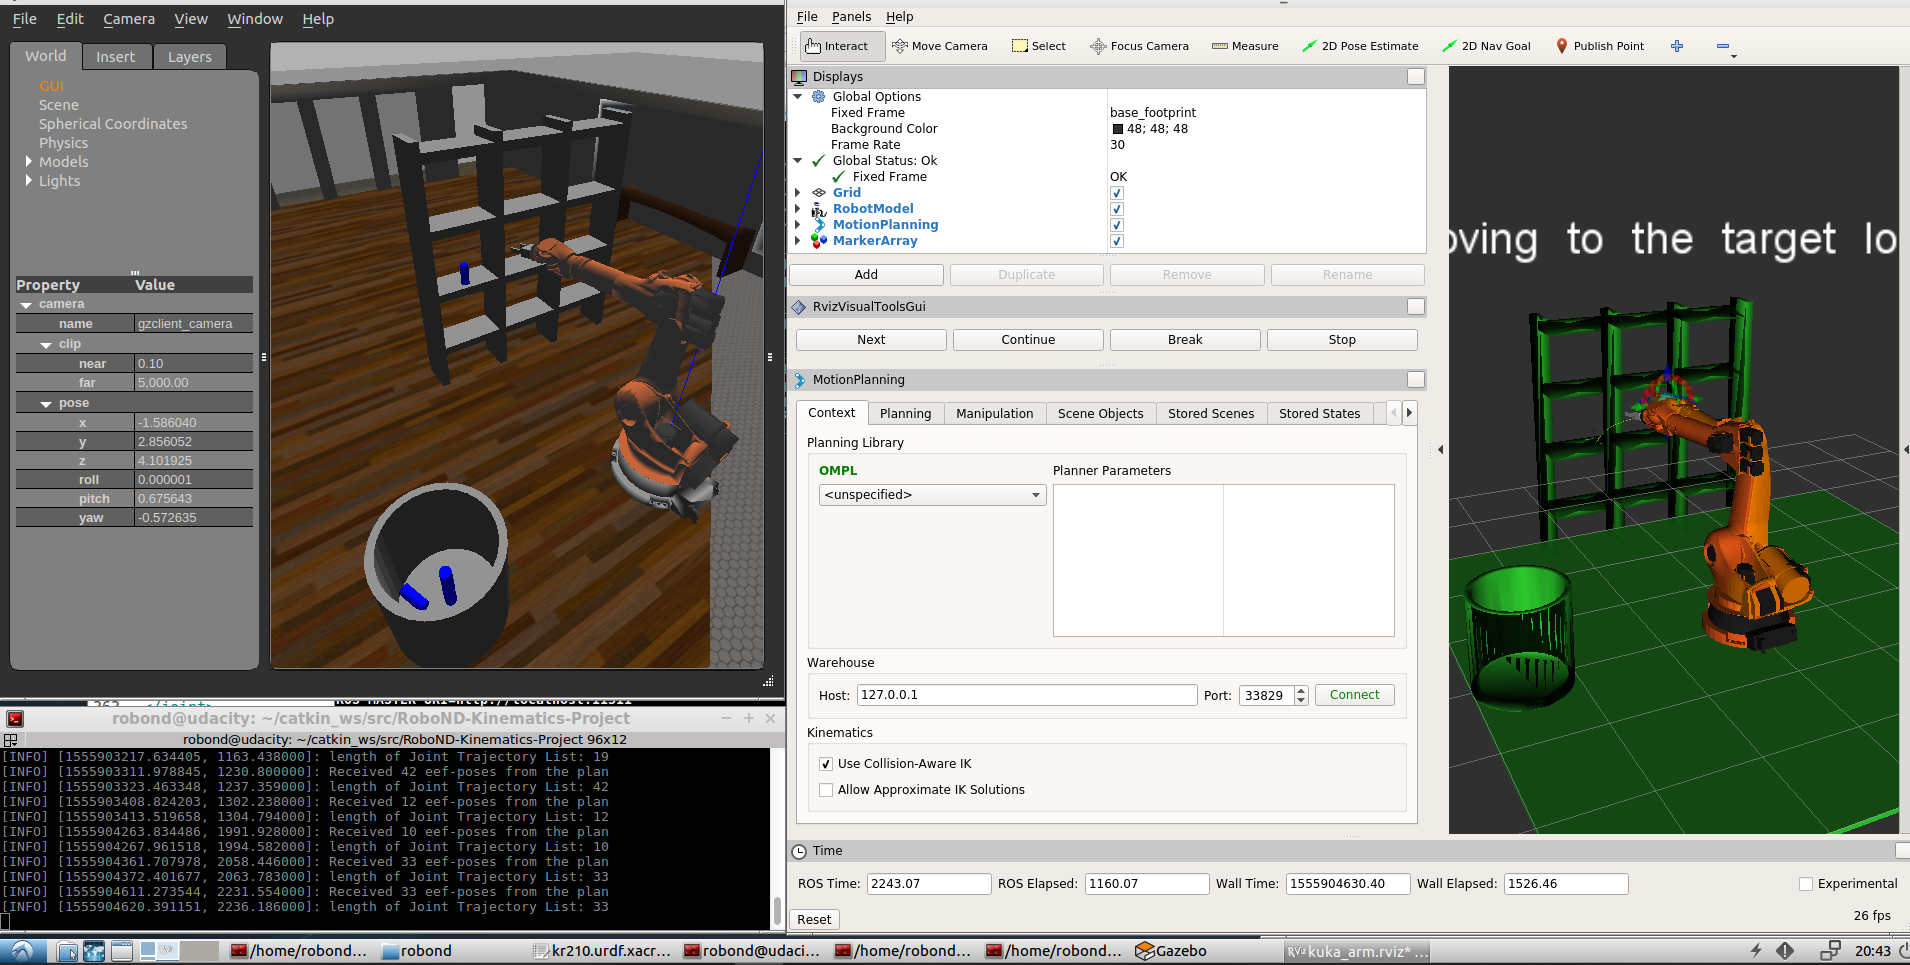 File Edit Camera View Window Help
World Insert Layers
GUI
Scene
Spherical Coordinates
Physics
Models
Lights
Property Value
camera
name gzclient_camera
clip
near 0.10
far 5,000.00
pose
x -1.586040
y 2.856052
z 4.101925
roll 0.000001
pitch 0.675643
yaw -0.572635
robond@udacity: ~/catkin_ws/src/RoboND-Kinematics-Project
robond@udacity: ~/catkin_ws/src/RoboND-Kinematics-Project 96x12
[INFO] [1555903217.634405, 1163.438000]: length of Joint Trajectory List: 19
[INFO] [1555903311.978845, 1230.800000]: Received 42 eef-poses from the plan
[INFO] [1555903323.463348, 1237.359000]: length of Joint Trajectory List: 42
[INFO] [1555903408.824203, 1302.238000]: Received 12 eef-poses from the plan
[INFO] [1555903413.519658, 1304.794000]: length of Joint Trajectory List: 12
[INFO] [1555904263.834486, 1991.928000]: Received 10 eef-poses from the plan
[INFO] [1555904267.961518, 1994.582000]: length of Joint Trajectory List: 10
[INFO] [1555904361.707978, 2058.446000]: Received 33 eef-poses from the plan
[INFO] [1555904372.401677, 2063.783000]: length of Joint Trajectory List: 33
[INFO] [1555904611.273544, 2231.554000]: Received 33 eef-poses from the plan
[INFO] [1555904620.391151, 2236.186000]: length of Joint Trajectory List: 33
File Panels Help
Interact Move Camera Select Focus Camera Measure 2D Pose Estimate 2D Nav Goal Publish Point
Displays
Global Options
Fixed Frame base_footprint
Background Color 48; 48; 48
Frame Rate 30
Global Status: Ok
Fixed Frame OK
Grid
RobotModel
MotionPlanning
MarkerArray
Add Duplicate Remove Rename
RvizVisualToolsGui
Next Continue Break Stop
MotionPlanning
Context Planning Manipulation Scene Objects Stored Scenes Stored States
Planning Library
OMPL Planner Parameters
<unspecified>
Warehouse
Host: 127.0.0.1 Port: 33829 Connect
Kinematics
Use Collision-Aware IK
Allow Approximate IK Solutions
oving to the target lo
Time
ROS Time: 2243.07 ROS Elapsed: 1160.07 Wall Time: 1555904630.40 Wall Elapsed: 1526.46 Experimental
Reset 26 fps
/home/robond... robond kr210.urdf.xacr... robond@udaci... /home/robond... /home/robond... Gazebo kuka_arm.rviz* ... 20:43